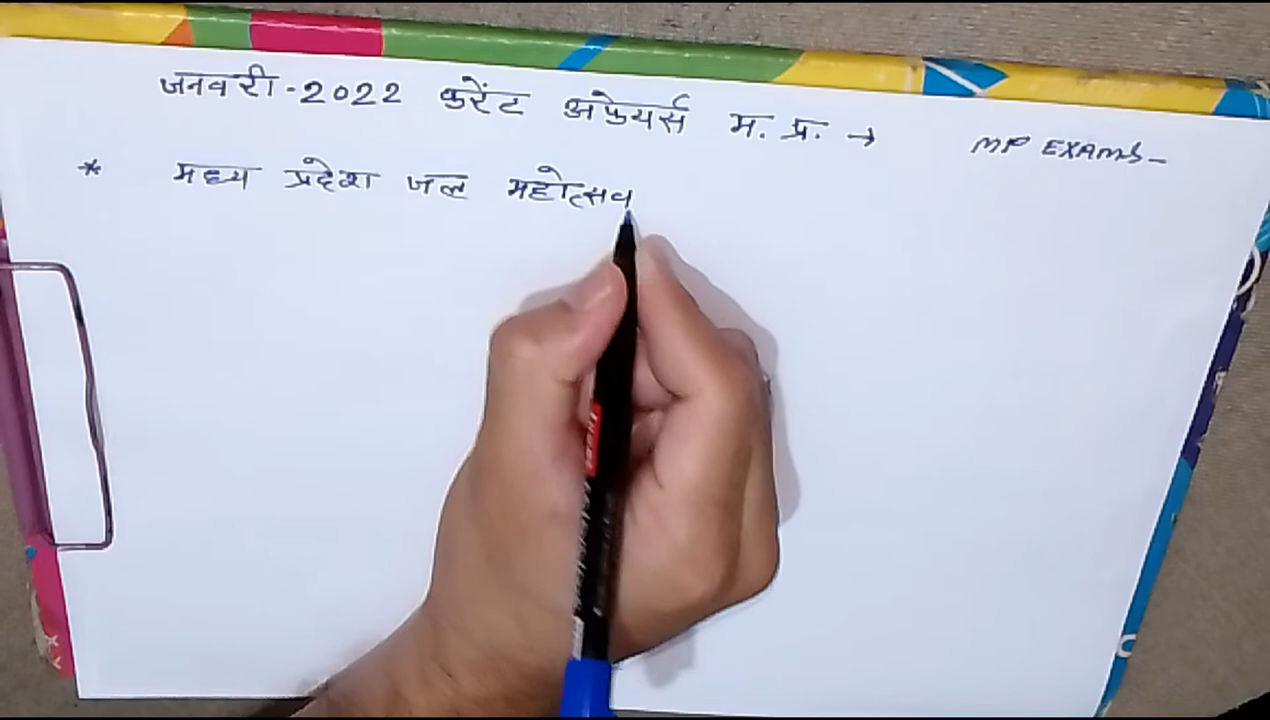 जनवरी-2022 करेंट अफेयर्स म. प्र. → MP EXAMS-
* मध्य प्रदेश जल महोत्सव